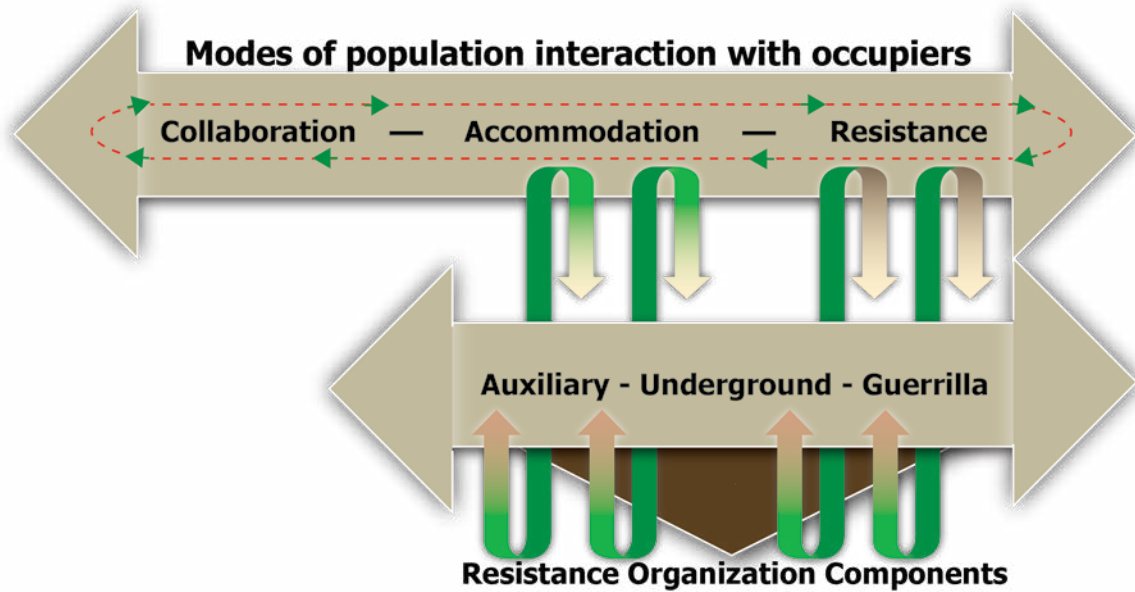 Modes of population interaction with occupiers
Collaboration — Accommodation — Resistance
Auxiliary - Underground - Guerrilla
Resistance Organization Components